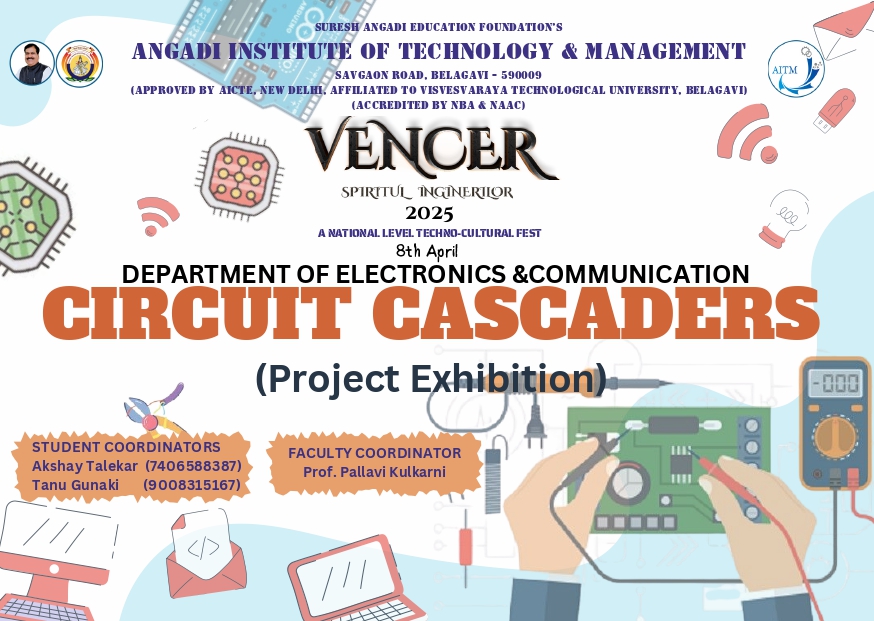 SURESH ANGADI EDUCATION FOUNDATION'S
ANGADI INSTITUTE OF TECHNOLOGY & MANAGEMENT
SAVGAON ROAD, BELAGAVI - 590009
(APPROVED BY AICTE, NEW DELHI, AFFILIATED TO VISVESVARAYA TECHNOLOGICAL UNIVERSITY, BELAGAVI)
(ACCREDITED BY NBA & NAAC)
AITM
VENCER
SPIRITUL INGINERILOR
2025
A NATIONAL LEVEL TECHNO-CULTURAL FEST
8th April
DEPARTMENT OF ELECTRONICS &COMMUNICATION
CIRCUIT CASCADERS
(Project Exhibition)
-000
STUDENT COORDINATORS
Akshay Talekar (7406588387)
Tanu Gunaki (9008315167)
FACULTY COORDINATOR
Prof. Pallavi Kulkarni